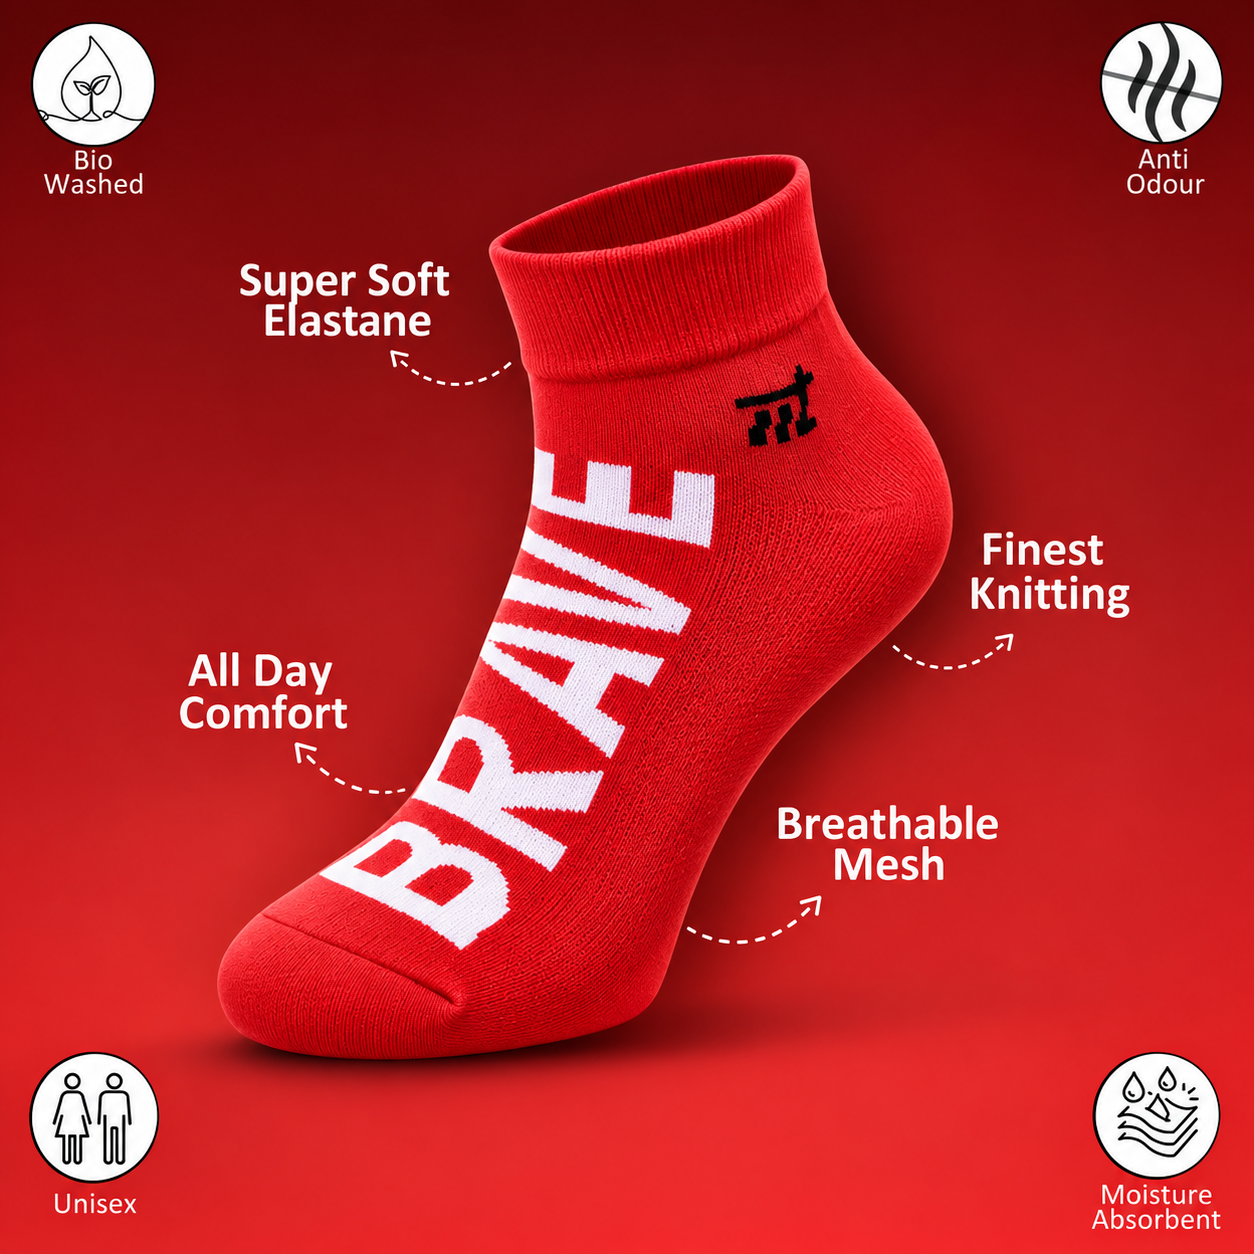 Bio
Washed
Anti
Odour
Super Soft
Elastane
BRAVE
Finest
Knitting
All Day
Comfort
Breathable
Mesh
Unisex
Moisture
Absorbent